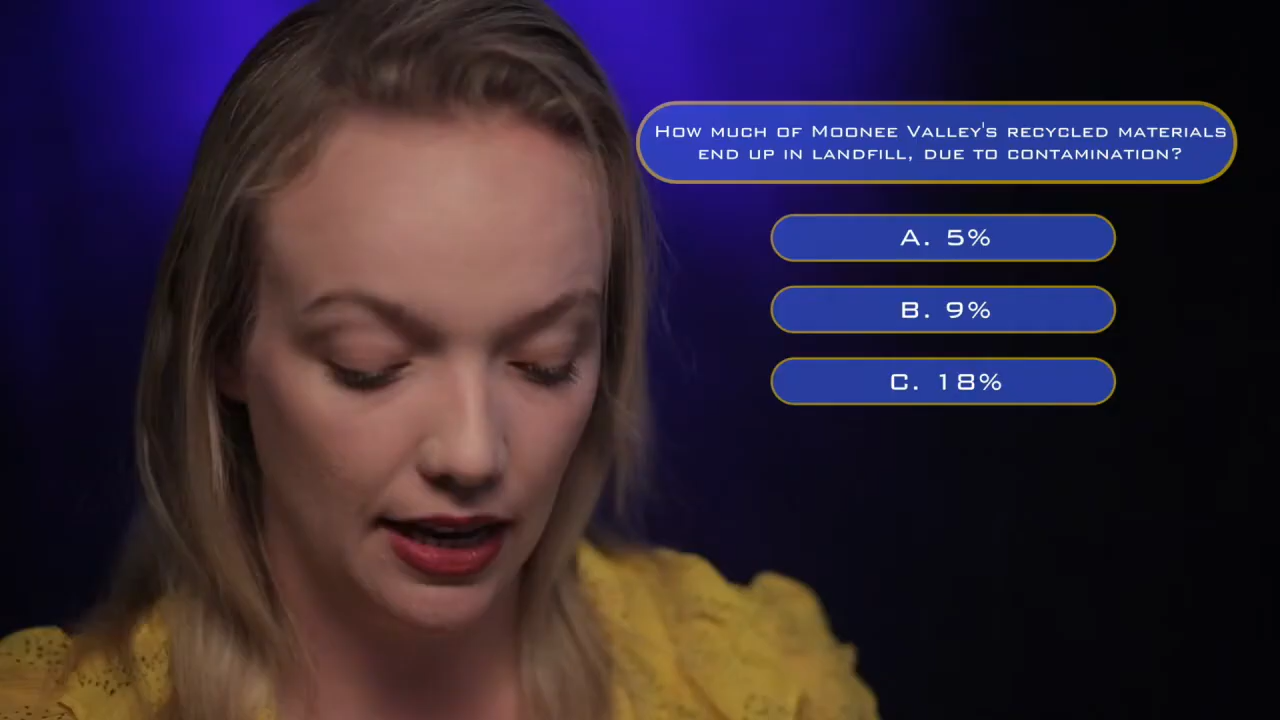 How much of Moonee Valley's recycled materials
end up in landfill, due to contamination?
A. 5%
B. 9%
C. 18%